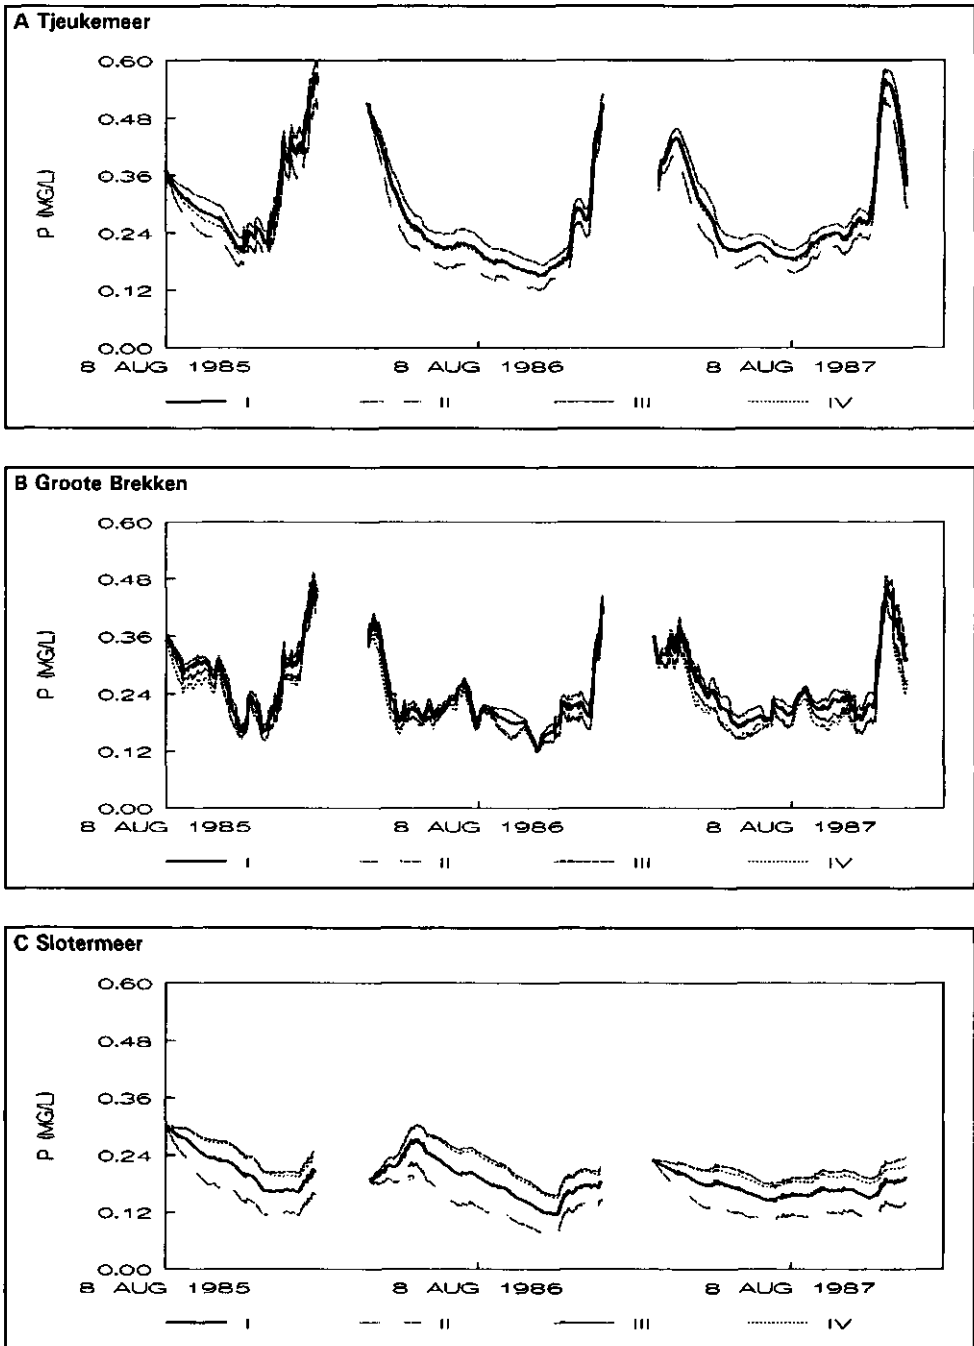 A Tjeukemeer
P (MG/L)
0.60
0.48
0.36
0.24
0.12
0.00
8 AUG 1985
8 AUG 1986
8 AUG 1987
I
II
III
IV
B Groote Brekken
P (MG/L)
0.60
0.48
0.36
0.24
0.12
0.00
8 AUG 1985
8 AUG 1986
8 AUG 1987
I
II
III
IV
C Slotermeer
P (MG/L)
0.60
0.48
0.36
0.24
0.12
0.00
8 AUG 1985
8 AUG 1986
8 AUG 1987
I
II
III
IV